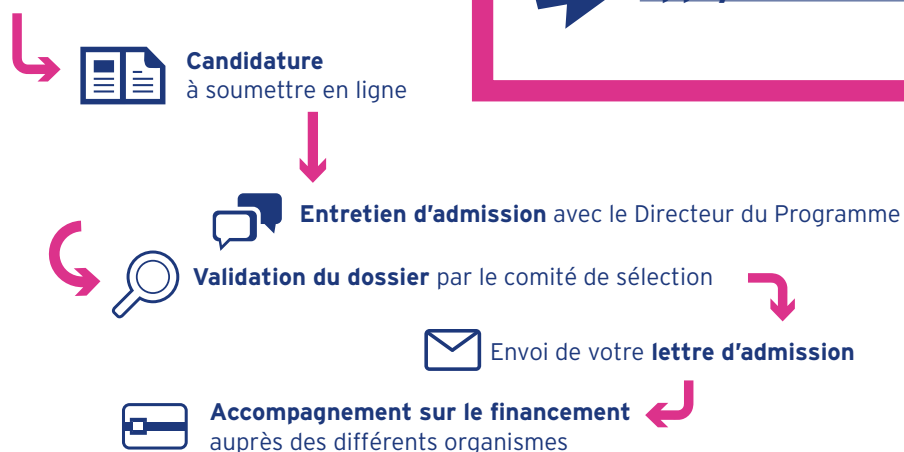 Candidature
à soumettre en ligne
Entretien d'admission avec le Directeur du Programme
Validation du dossier par le comité de sélection
Envoi de votre lettre d'admission
Accompagnement sur le financement
auprès des différents organismes